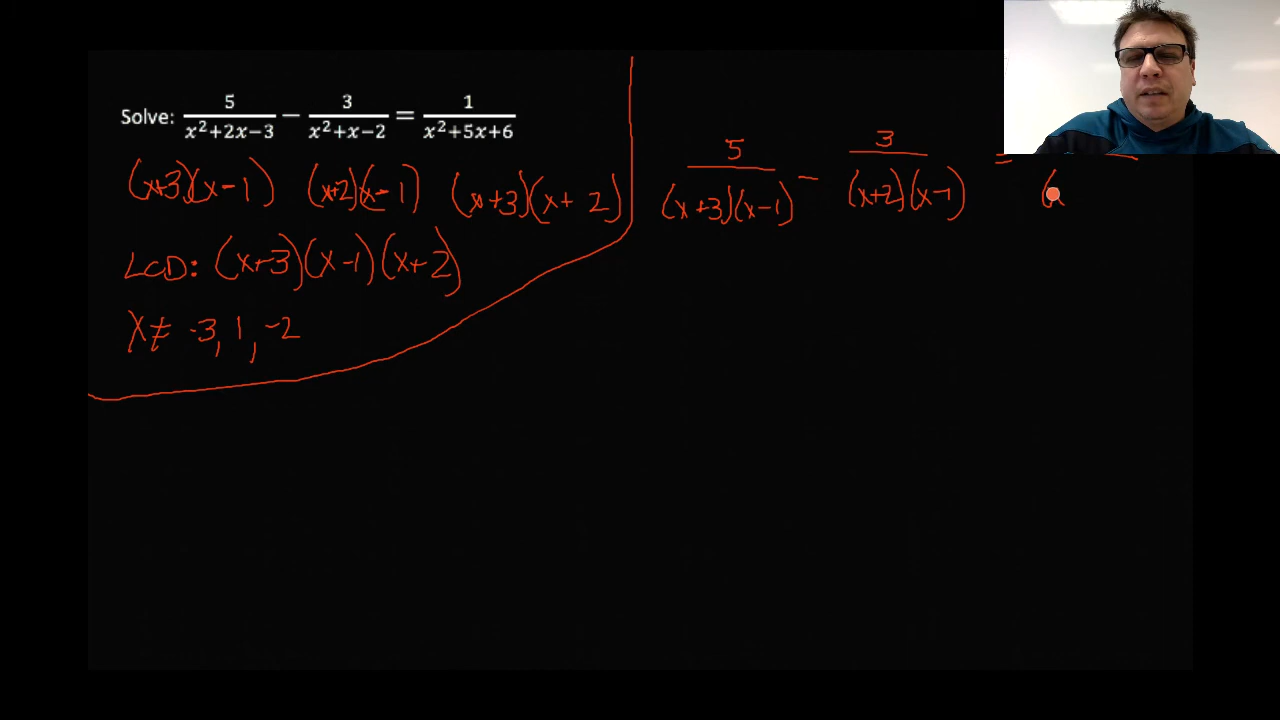 Solve: 5/(x²+2x−3) − 3/(x²+x−2) = 1/(x²+5x+6)
(x+3)(x−1) (x+2)(x−1) (x+3)(x+2)
LCD: (x+3)(x−1)(x+2)
x≠ -3, 1, -2
5/((x+3)(x−1)) − 3/((x+2)(x−1)) = (